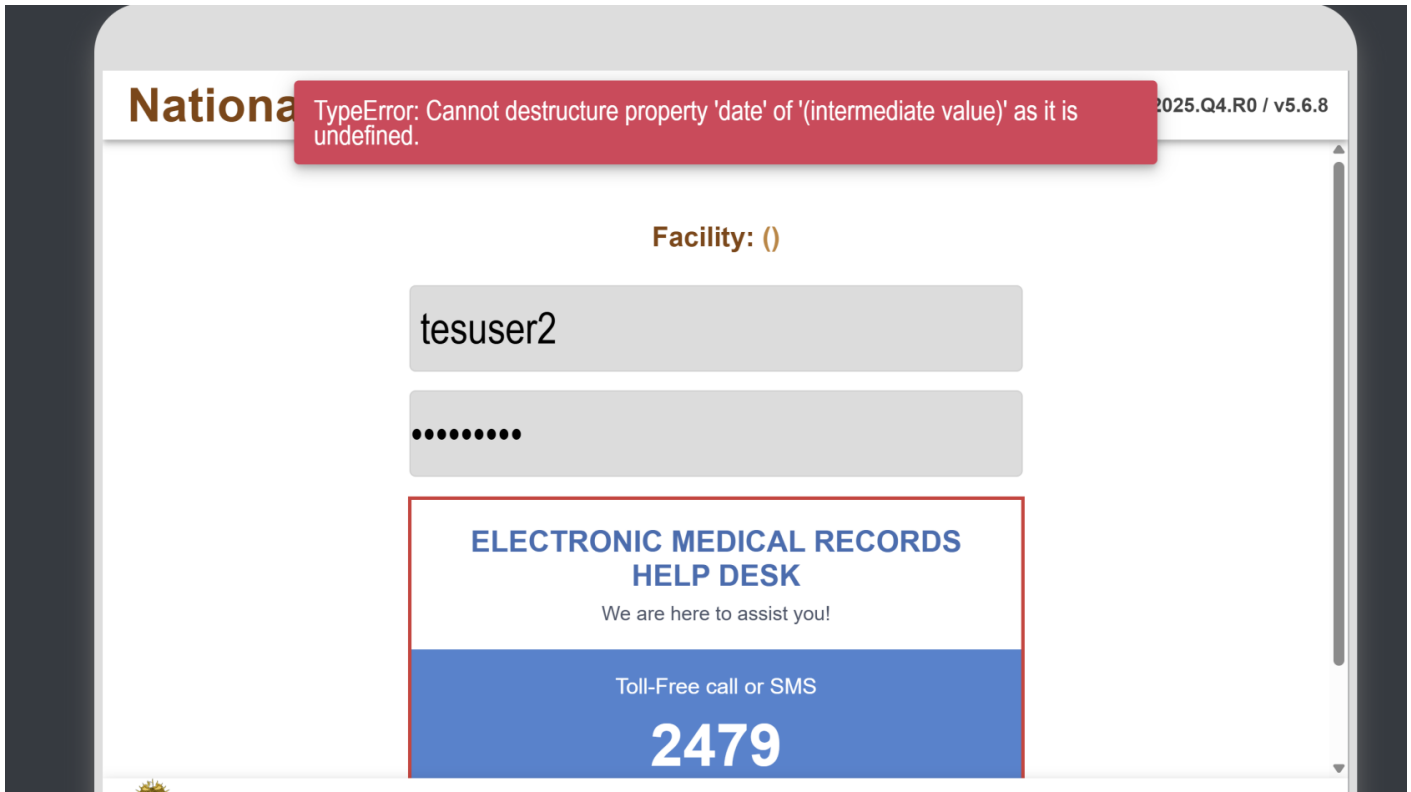 Nationa
TypeError: Cannot destructure property 'date' of '(intermediate value)' as it is
undefined.
2025.Q4.R0 / v5.6.8
Facility: ()
tesuser2
•••••••••
ELECTRONIC MEDICAL RECORDS
HELP DESK
We are here to assist you!
Toll-Free call or SMS
2479